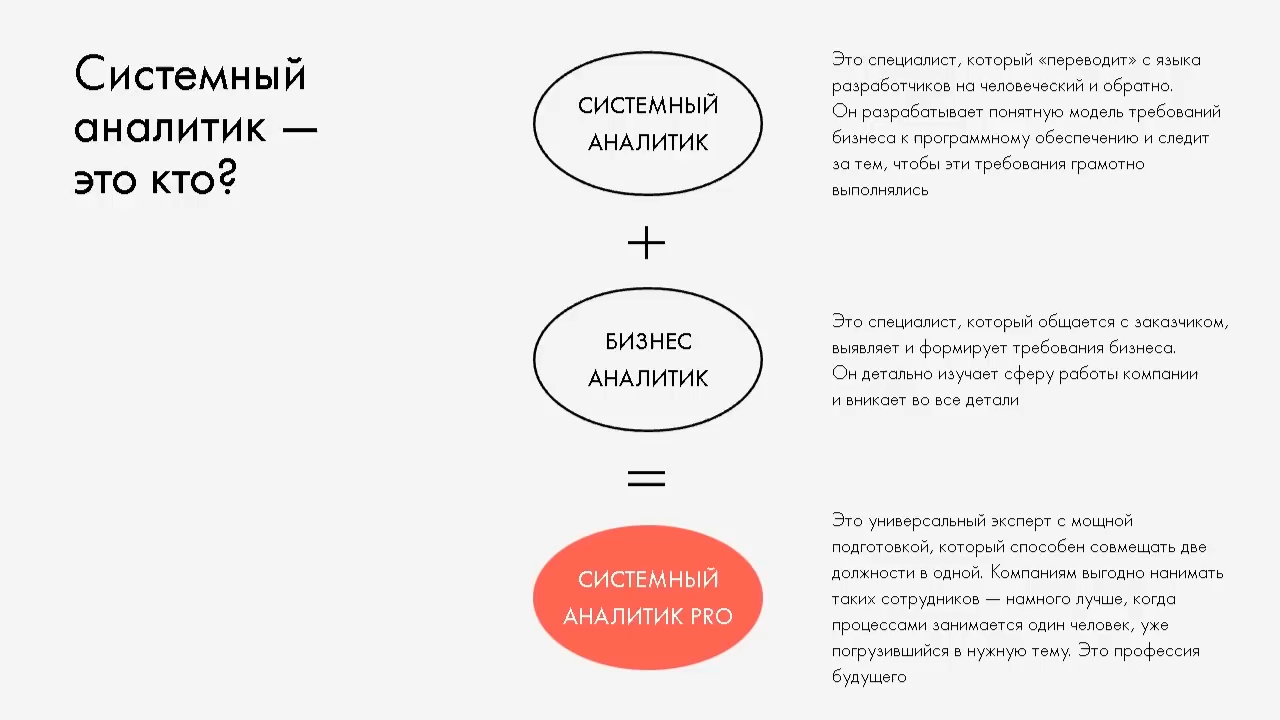 Системный
аналитик —
это кто?
СИСТЕМНЫЙ
АНАЛИТИК
Это специалист, который «переводит» с языка
разработчиков на человеческий и обратно.
Он разрабатывает понятную модель требований
бизнеса к программному обеспечению и следит
за тем, чтобы эти требования грамотно
выполнялись
+
БИЗНЕС
АНАЛИТИК
Это специалист, который общается с заказчиком,
выявляет и формирует требования бизнеса.
Он детально изучает сферу работы компании
и вникает во все детали
=
СИСТЕМНЫЙ
АНАЛИТИК PRO
Это универсальный эксперт с мощной
подготовкой, который способен совмещать две
должности в одной. Компаниям выгодно нанимать
таких сотрудников — намного лучше, когда
процессами занимается один человек, уже
погрузившийся в нужную тему. Это профессия
будущего